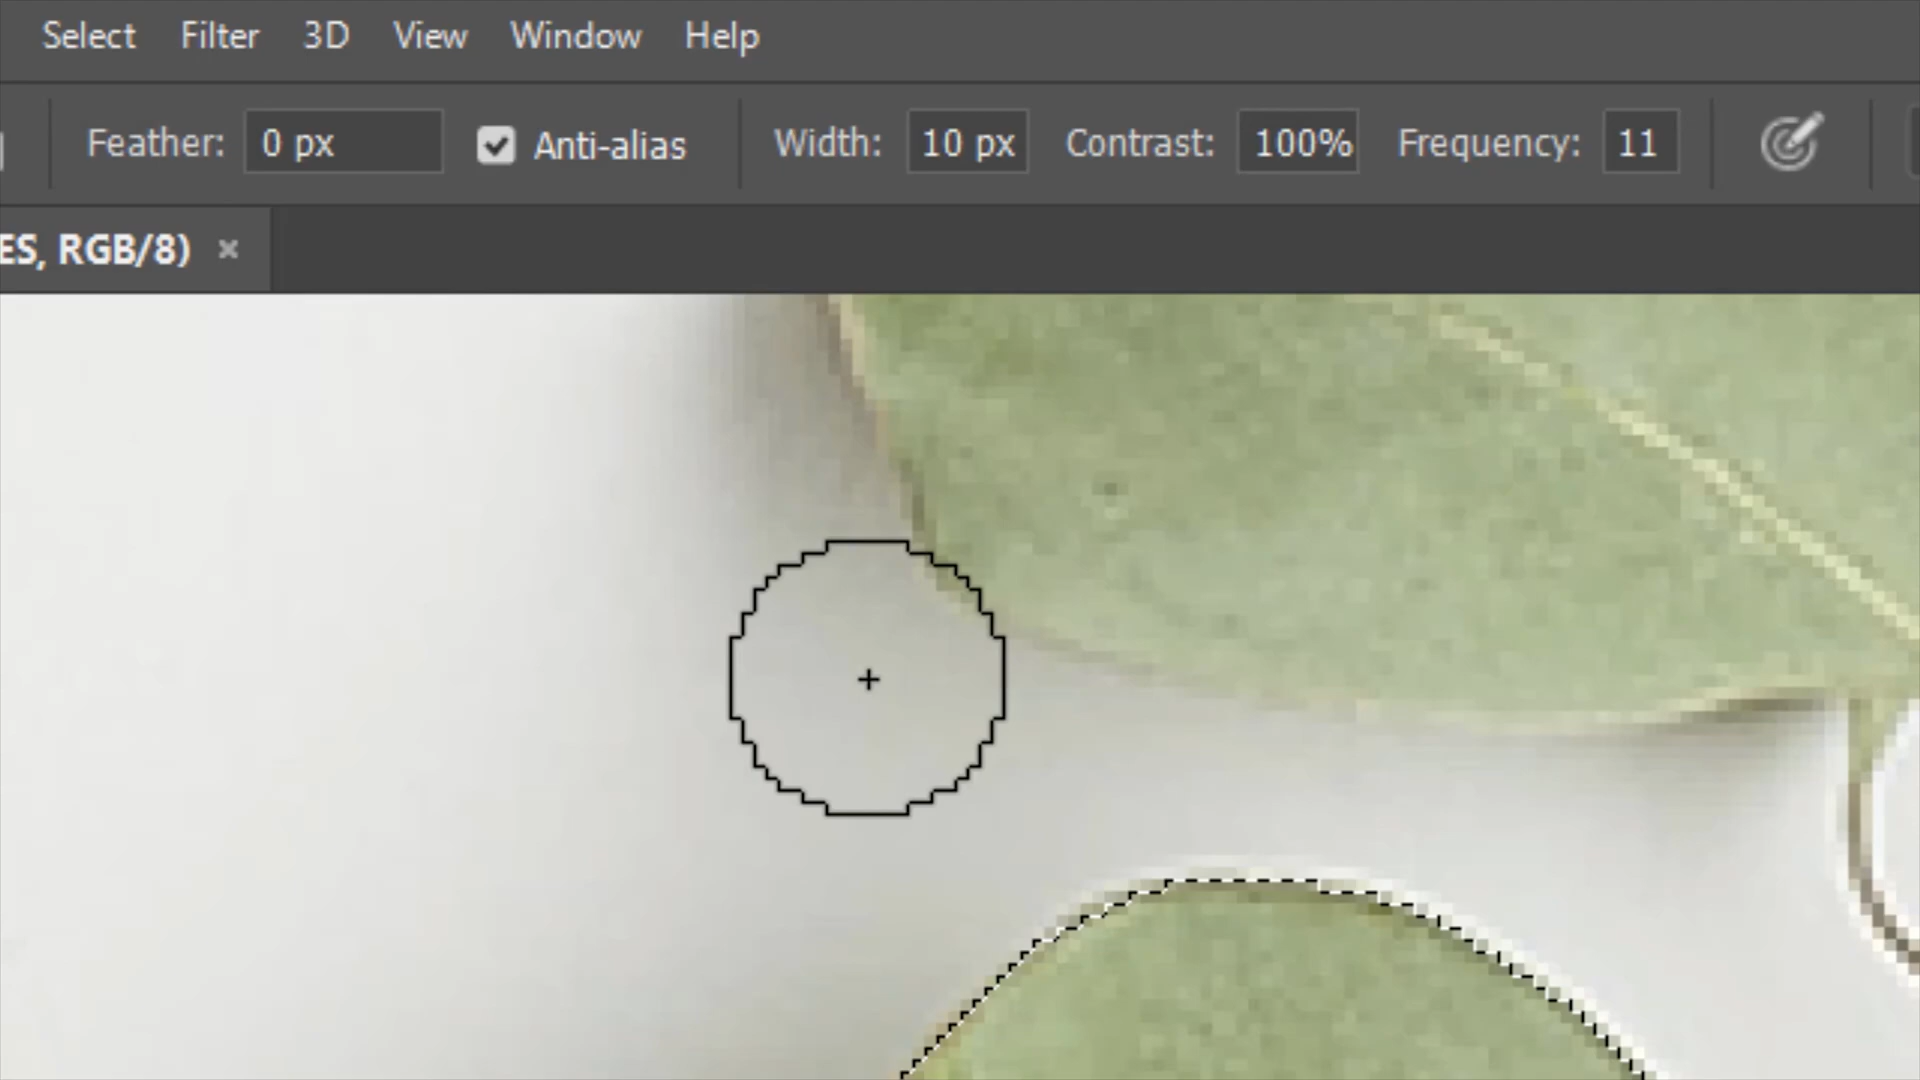 Select Filter 3D View Window Help
Feather: 0 px Anti-alias Width: 10 px Contrast: 100% Frequency: 11
ES, RGB/8) ×